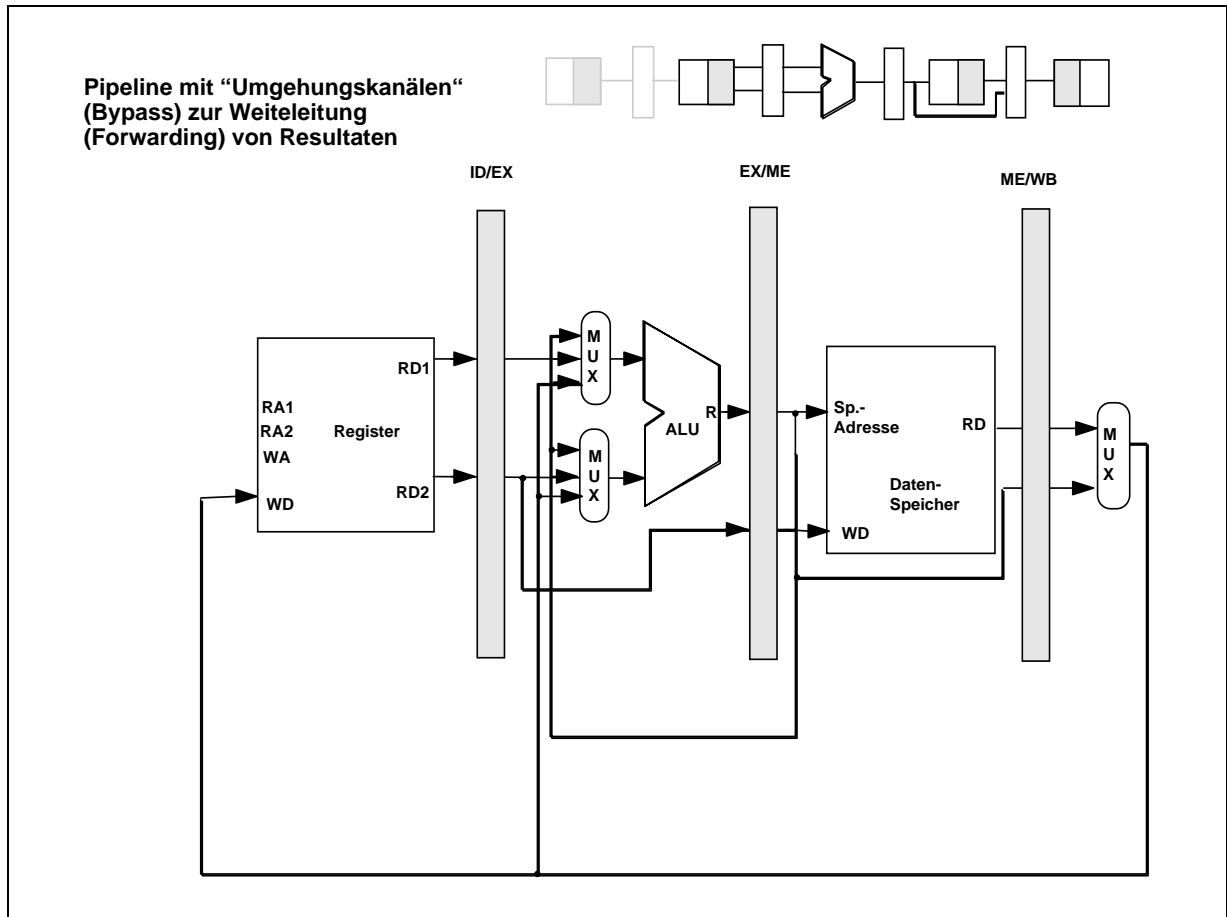 Pipeline mit “Umgehungskanälen“
(Bypass) zur Weiteleitung
(Forwarding) von Resultaten
ID/EX
EX/ME
ME/WB
RD1
RA1
RA2
WA
Register
RD2
WD
M
U
X
M
U
X
R
ALU
Sp.-
Adresse
RD
Daten-
Speicher
WD
M
U
X